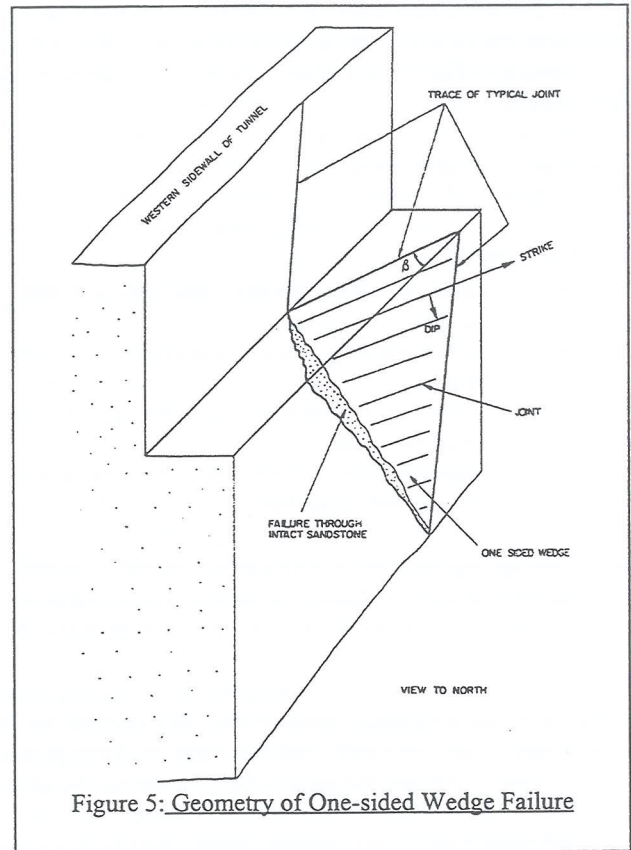 TRACE OF TYPICAL JOINT
WESTERN SIDEWALL OF TUNNEL
STRIKE
β
DIP
JOINT
FAILURE THROUGH
INTACT SANDSTONE
ONE SIDED WEDGE
VIEW TO NORTH
Figure 5: Geometry of One-sided Wedge Failure